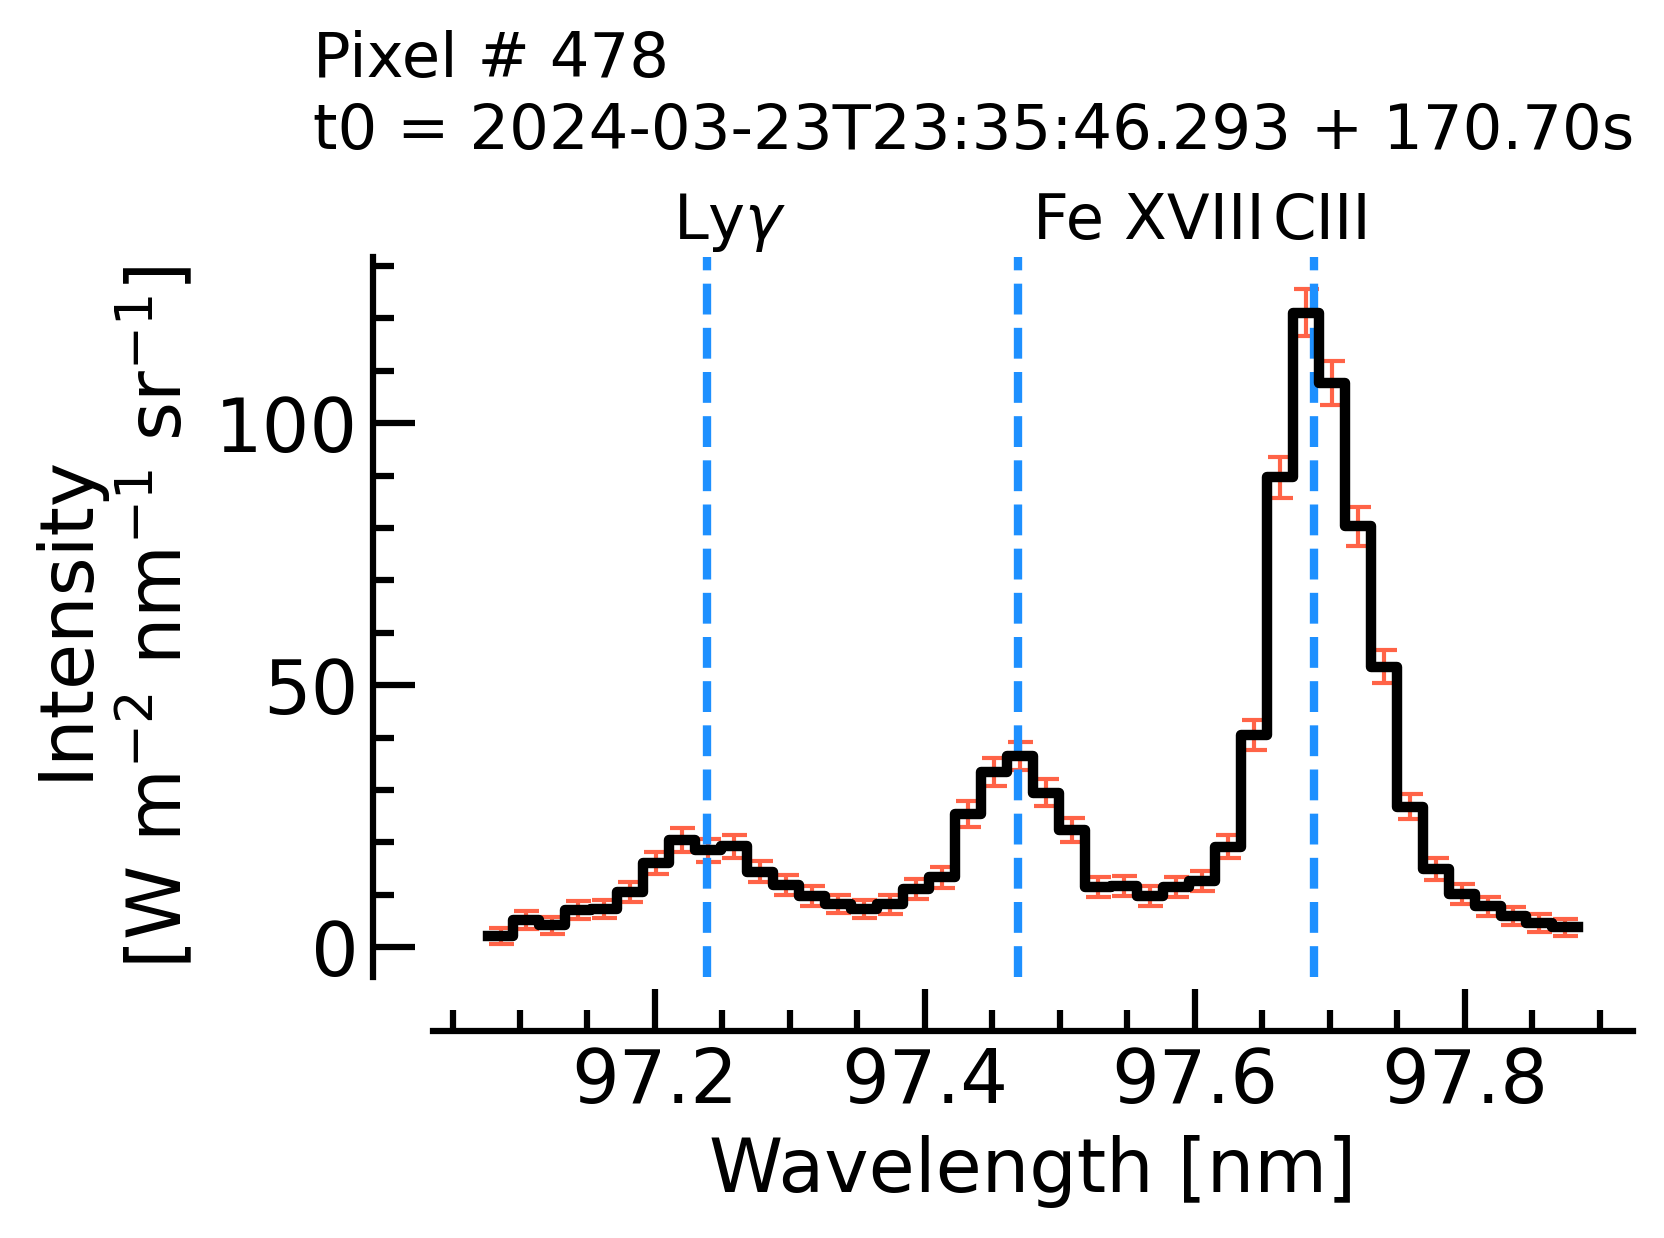 Pixel # 478
t0 = 2024-03-23T23:35:46.293 + 170.70s
Lyγ Fe XVIII CIII
Intensity
[W m⁻² nm⁻¹ sr⁻¹]
100
50
0
97.2 97.4 97.6 97.8
Wavelength [nm]